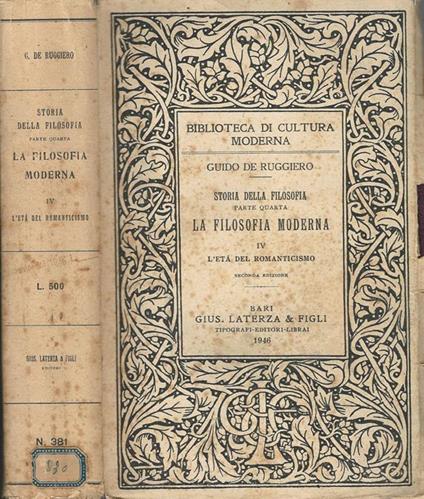 G. DE RUGGIERO
STORIA
DELLA FILOSOFIA
PARTE QUARTA
LA FILOSOFIA
MODERNA
IV
L'ETÀ DEL ROMANTICISMO
L. 500
GIUS. LATERZA & FIGLI
EDITORI
N. 381
BIBLIOTECA DI CULTURA
MODERNA
GUIDO DE RUGGIERO
STORIA DELLA FILOSOFIA
PARTE QUARTA
LA FILOSOFIA MODERNA
IV
L'ETÀ DEL ROMANTICISMO
SECONDA EDIZIONE
BARI
GIUS. LATERZA & FIGLI
TIPOGRAFI-EDITORI-LIBRAI
1946